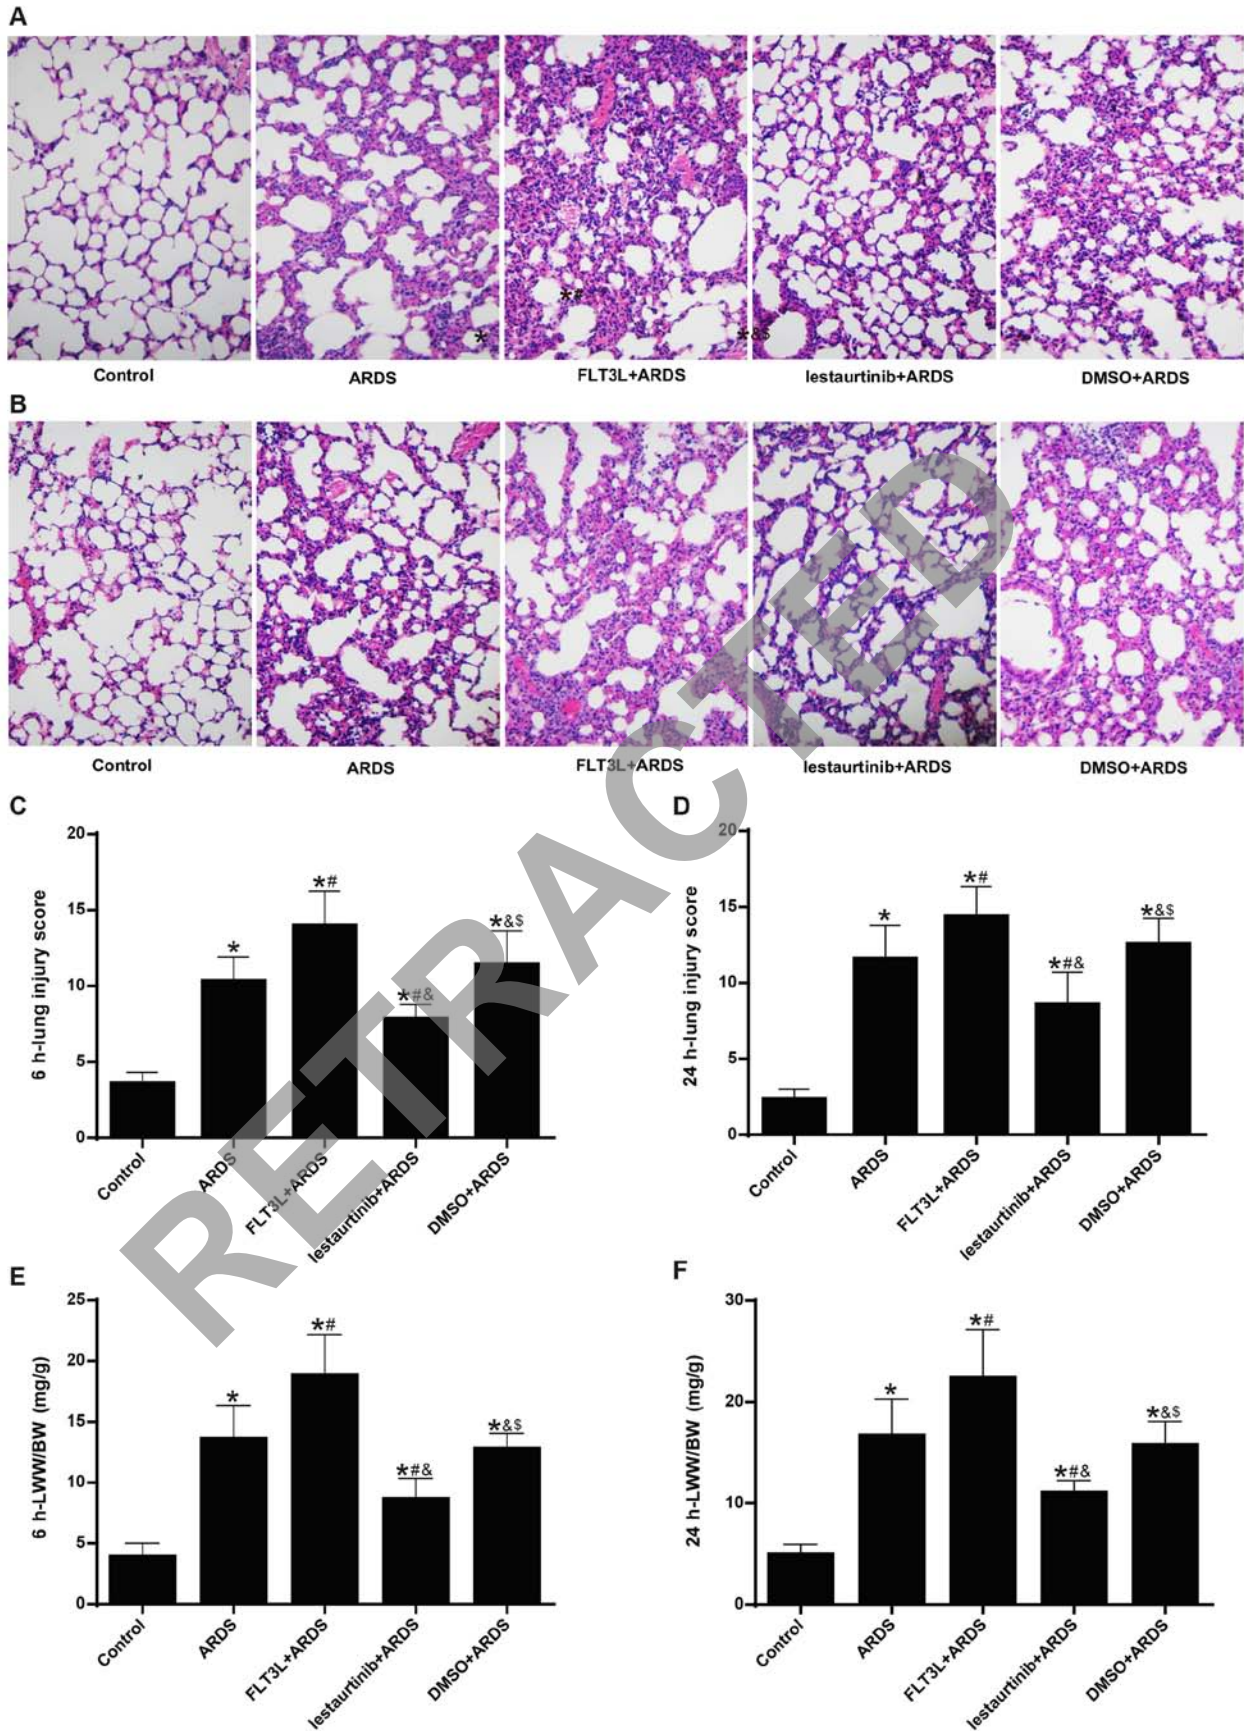 A
*
*#
*&$
Control
ARDS
FLT3L+ARDS
lestaurtinib+ARDS
DMSO+ARDS
B
Control
ARDS
FLT3L+ARDS
lestaurtinib+ARDS
DMSO+ARDS
RETRACTED
C
6 h-lung injury score
20
15
10
5
0
*
*#
*#&
*&$
Control
ARDS
FLT3L+ARDS
lestaurtinib+ARDS
DMSO+ARDS
D
24 h-lung injury score
20
15
10
5
0
*
*#
*#&
*&$
Control
ARDS
FLT3L+ARDS
lestaurtinib+ARDS
DMSO+ARDS
E
6 h-LWW/BW (mg/g)
25
20
15
10
5
0
*
*#
*#&
*&$
Control
ARDS
FLT3L+ARDS
lestaurtinib+ARDS
DMSO+ARDS
F
24 h-LWW/BW (mg/g)
30
20
10
0
*
*#
*#&
*&$
Control
ARDS
FLT3L+ARDS
lestaurtinib+ARDS
DMSO+ARDS